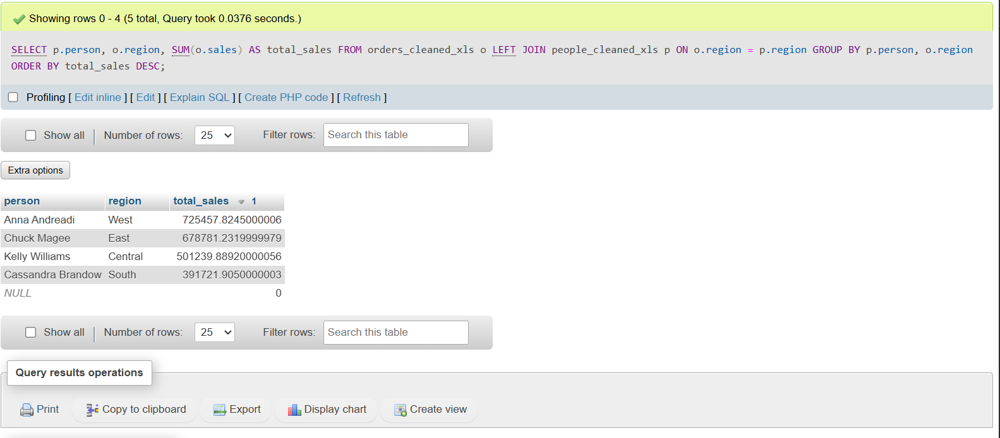 Showing rows 0 - 4 (5 total, Query took 0.0376 seconds.)
SELECT p.person, o.region, SUM(o.sales) AS total_sales FROM orders_cleaned_xls o LEFT JOIN people_cleaned_xls p ON o.region = p.region GROUP BY p.person, o.region
ORDER BY total_sales DESC;
Profiling [ Edit inline ] [ Edit ] [ Explain SQL ] [ Create PHP code ] [ Refresh ]
Show all Number of rows: 25 Filter rows: Search this table
Extra options
person region total_sales 1
Anna Andreadi West 725457.8245000006
Chuck Magee East 678781.2319999979
Kelly Williams Central 501239.88920000056
Cassandra Brandow South 391721.9050000003
NULL 0
Show all Number of rows: 25 Filter rows: Search this table
Query results operations
Print Copy to clipboard Export Display chart Create view